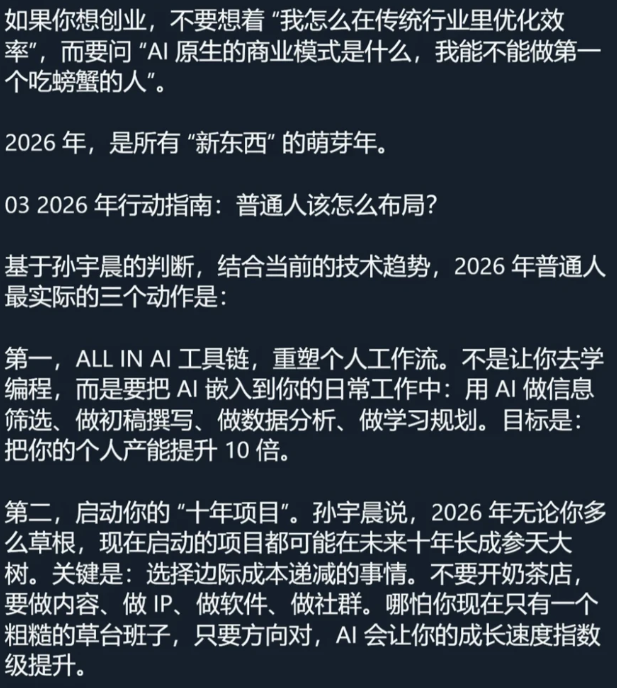 如果你想创业，不要想着 “我怎么在传统行业里优化效
率”，而要问 “AI 原生的商业模式是什么，我能不能做第一
个吃螃蟹的人”。
2026 年，是所有 “新东西” 的萌芽年。
03 2026 年行动指南：普通人该怎么布局？
基于孙宇晨的判断，结合当前的技术趋势，2026 年普通人
最实际的三个动作是：
第一，ALL IN AI 工具链，重塑个人工作流。不是让你去学
编程，而是要把 AI 嵌入到你的日常工作中：用 AI 做信息
筛选、做初稿撰写、做数据分析、做学习规划。目标是：
把你的个人产能提升 10 倍。
第二，启动你的 “十年项目”。孙宇晨说，2026 年无论你多
么草根，现在启动的项目都可能在未来十年长成参天大
树。关键是：选择边际成本递减的事情。不要开奶茶店，
要做内容、做 IP、做软件、做社群。哪怕你现在只有一个
粗糙的草台班子，只要方向对，AI 会让你的成长速度指数
级提升。